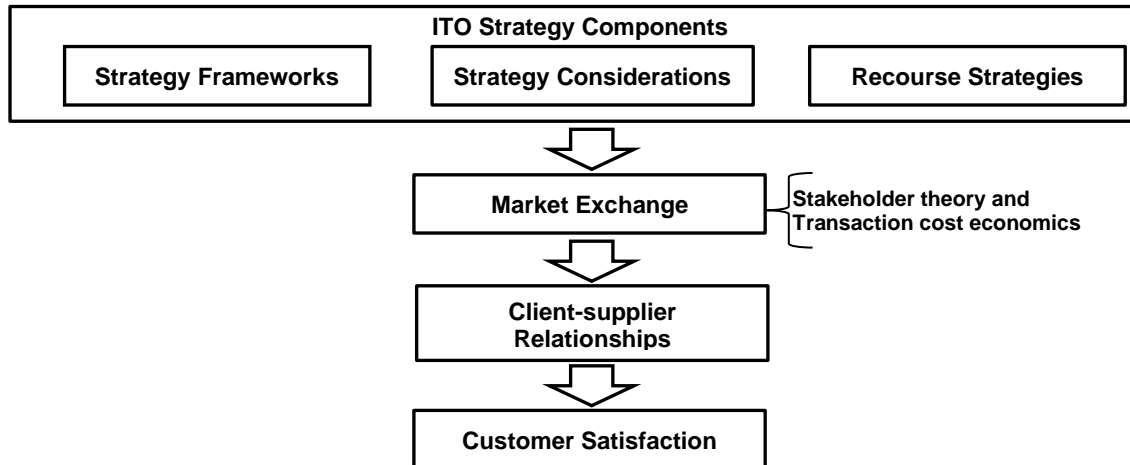 ITO Strategy Components
Strategy Frameworks
Strategy Considerations
Recourse Strategies
Market Exchange
Stakeholder theory and
Transaction cost economics
Client-supplier
Relationships
Customer Satisfaction